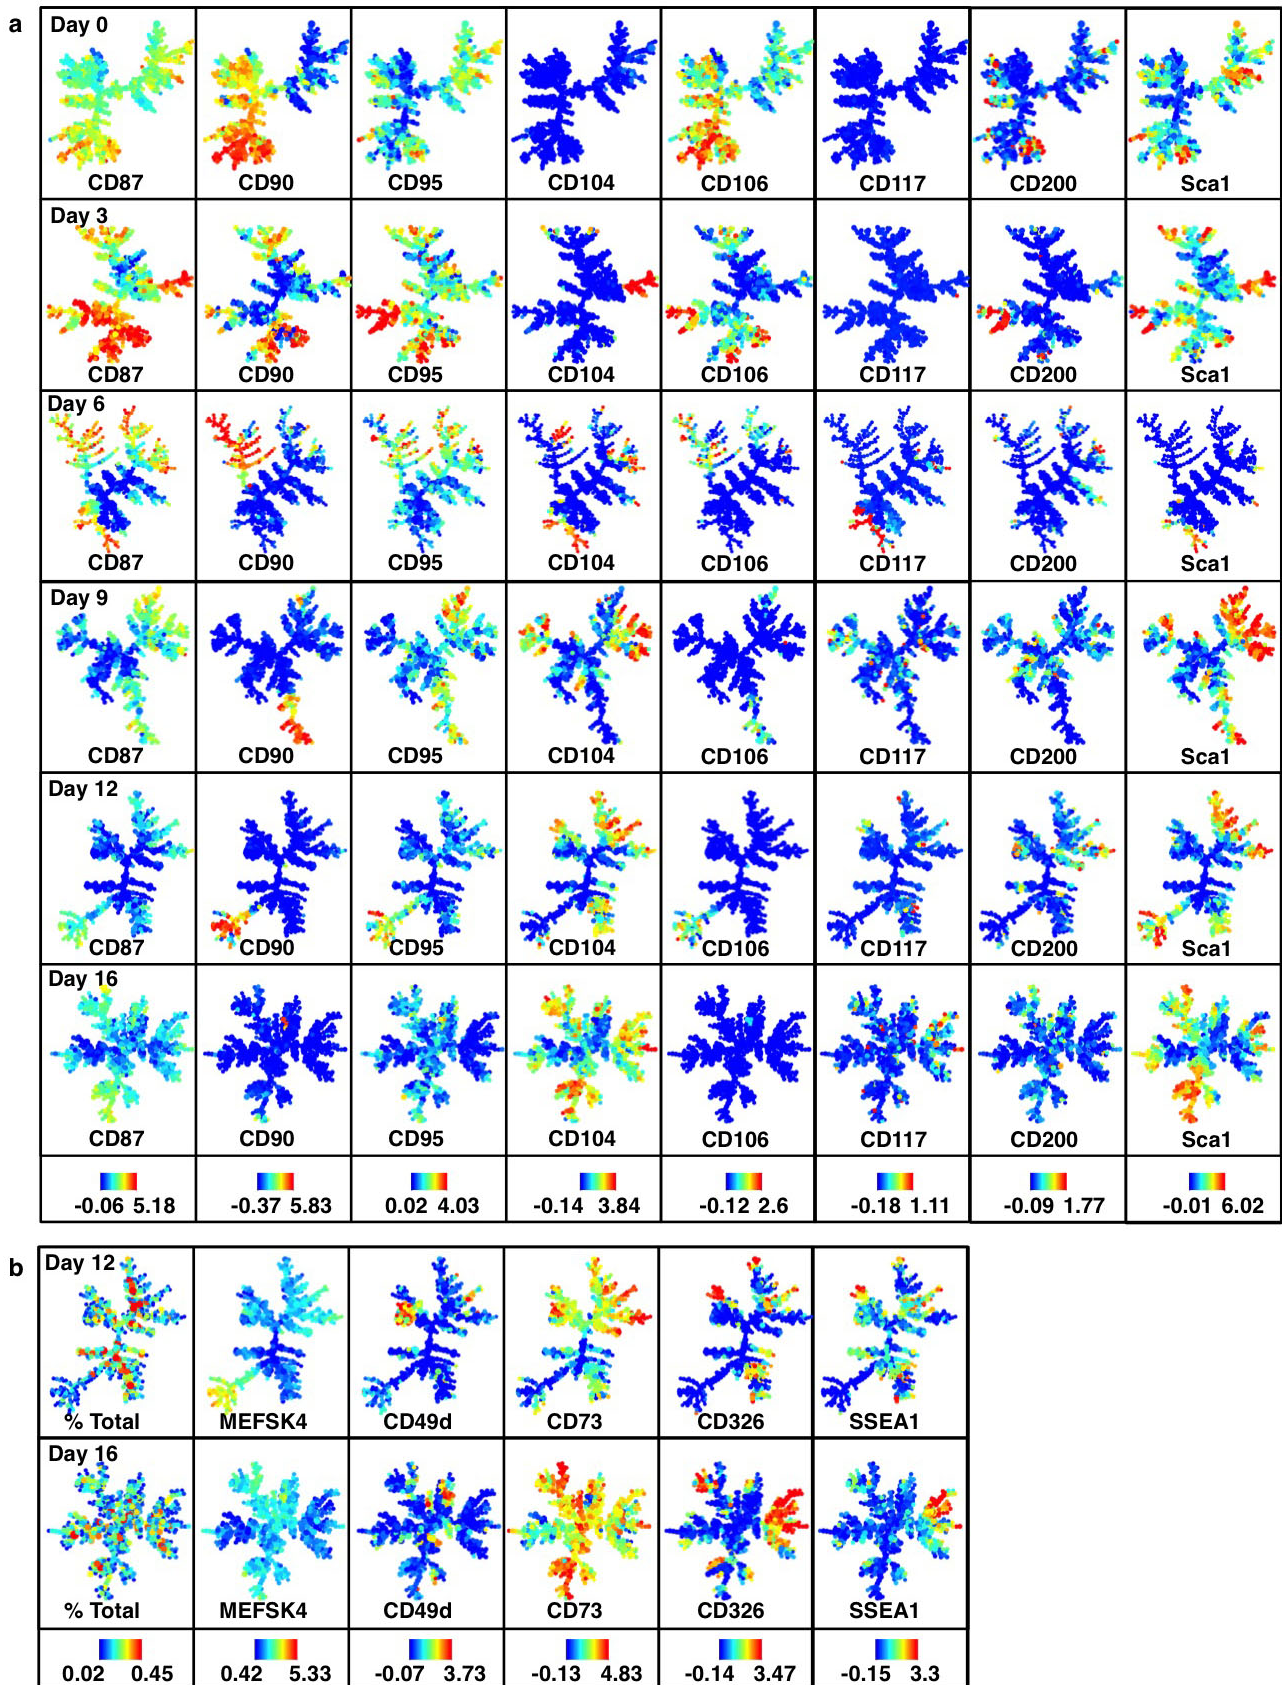 a
Day 0
CD87 CD90 CD95 CD104 CD106 CD117 CD200 Sca1
Day 3
CD87 CD90 CD95 CD104 CD106 CD117 CD200 Sca1
Day 6
CD87 CD90 CD95 CD104 CD106 CD117 CD200 Sca1
Day 9
CD87 CD90 CD95 CD104 CD106 CD117 CD200 Sca1
Day 12
CD87 CD90 CD95 CD104 CD106 CD117 CD200 Sca1
Day 16
CD87 CD90 CD95 CD104 CD106 CD117 CD200 Sca1
-0.06 5.18 -0.37 5.83 0.02 4.03 -0.14 3.84 -0.12 2.6 -0.18 1.11 -0.09 1.77 -0.01 6.02
b
Day 12
% Total MEFSK4 CD49d CD73 CD326 SSEA1
Day 16
% Total MEFSK4 CD49d CD73 CD326 SSEA1
0.02 0.45 0.42 5.33 -0.07 3.73 -0.13 4.83 -0.14 3.47 -0.15 3.3